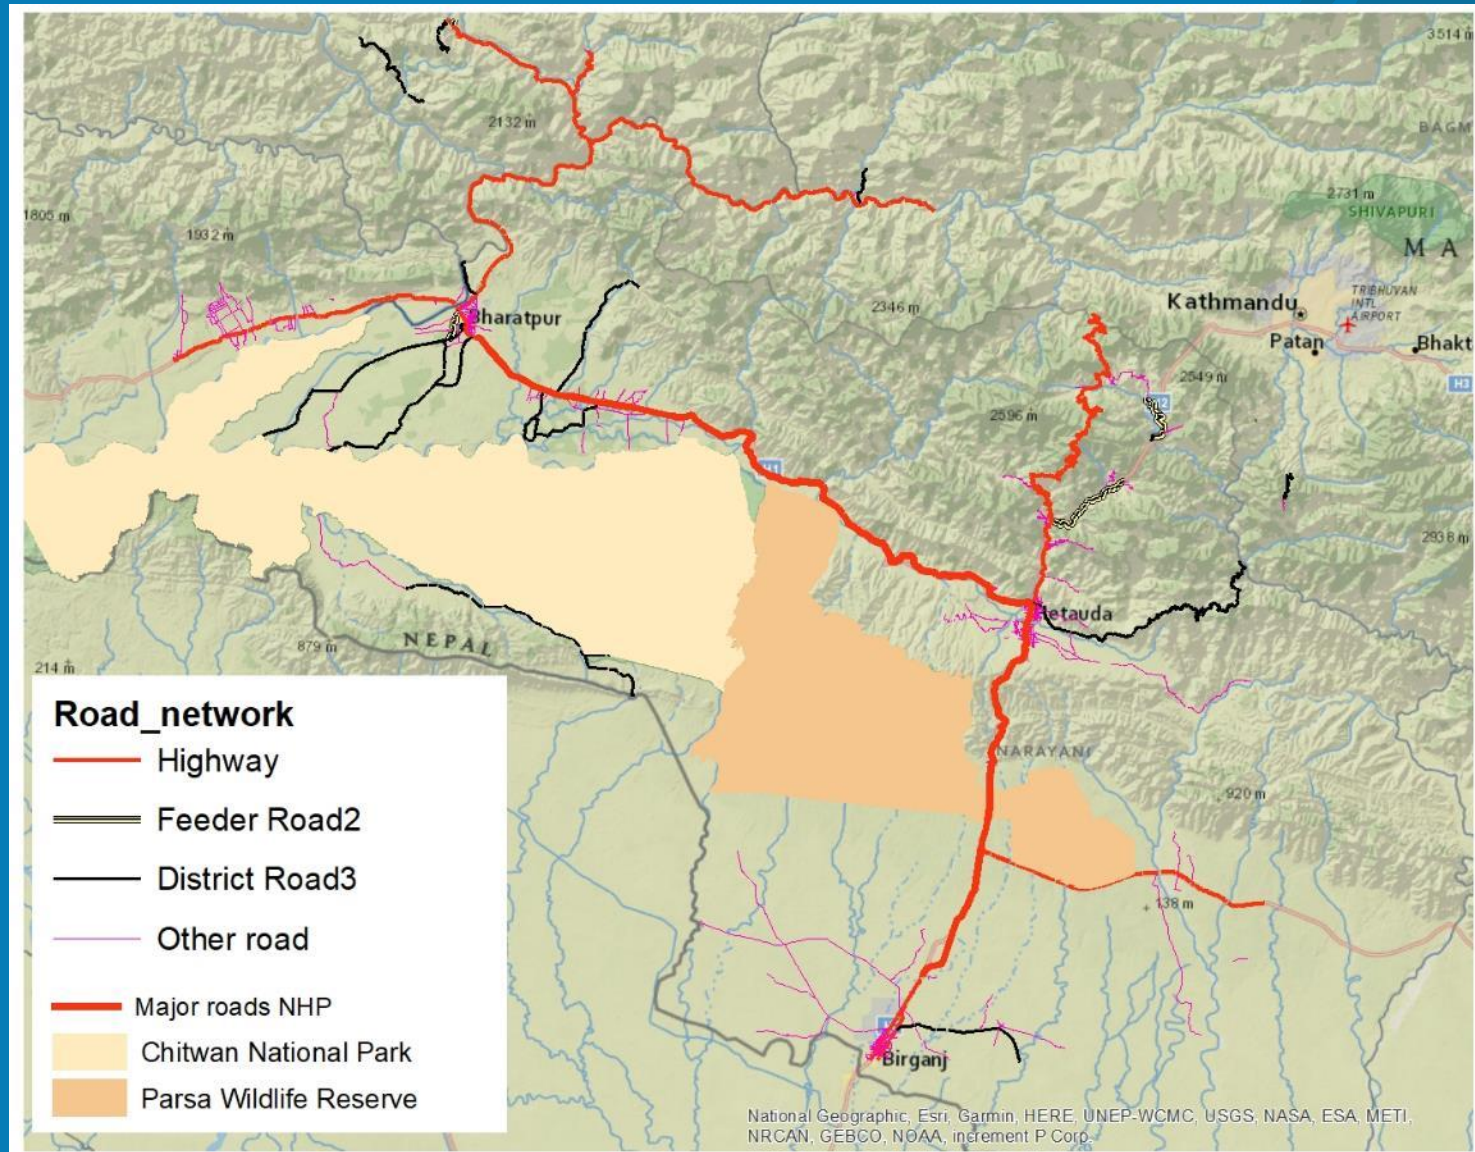 3514 m
2132 m
BAGM
2731 m
SHIVAPURI
1805 m
1932 m
M A
TRIBHUVAN
INTL
AIRPORT
Kathmandu
2346 m
Bharatpur
Patan
Bhakt
2549 m
H3
2596 m
H1
2938 m
Hetauda
NEPAL
879 m
214 m
NARAYANI
920 m
138 m
Birganj
Road_network
Highway
Feeder Road2
District Road3
Other road
Major roads NHP
Chitwan National Park
Parsa Wildlife Reserve
National Geographic, Esri, Garmin, HERE, UNEP-WCMC, USGS, NASA, ESA, METI,
NRCAN, GEBCO, NOAA, increment P Corp.